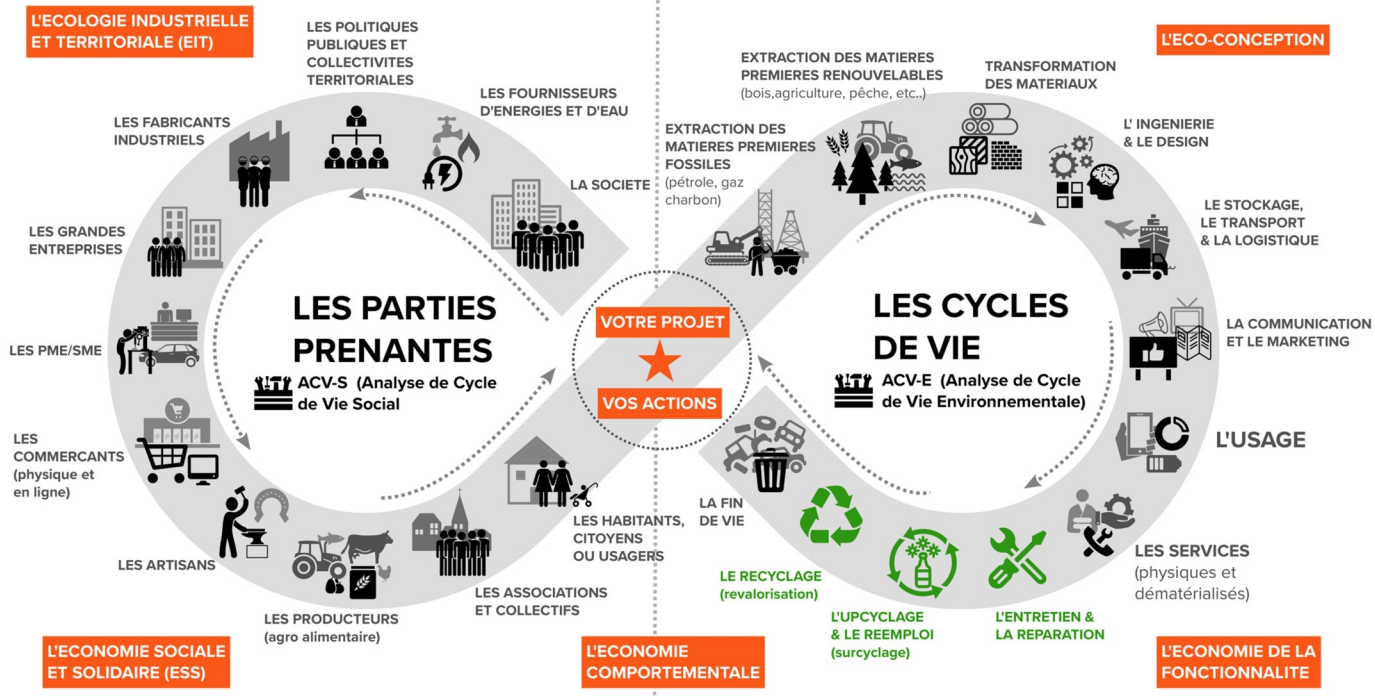 L'ECOLOGIE INDUSTRIELLE
ET TERRITORIALE (EIT)
LES POLITIQUES
PUBLIQUES ET
COLLECTIVITES
TERRITORIALES
LES FOURNISSEURS
D'ENERGIES ET D'EAU
LES FABRICANTS
INDUSTRIELS
LA SOCIETE
LES GRANDES
ENTREPRISES
LES PARTIES
PRENANTES
ACV-S (Analyse de Cycle
de Vie Social
LES PME/SME
LES
COMMERCANTS
(physique et
en ligne)
LES ARTISANS
LES PRODUCTEURS
(agro alimentaire)
LES ASSOCIATIONS
ET COLLECTIFS
LES HABITANTS,
CITOYENS
OU USAGERS
L'ECONOMIE SOCIALE
ET SOLIDAIRE (ESS)
VOTRE PROJET
VOS ACTIONS
L'ECONOMIE
COMPORTEMENTALE
L'ECO-CONCEPTION
EXTRACTION DES MATIERES
PREMIERES RENOUVELABLES
(bois,agriculture, pêche, etc..)
TRANSFORMATION
DES MATERIAUX
EXTRACTION DES
MATIERES PREMIERES
FOSSILES
(pétrole, gaz
charbon)
L' INGENIERIE
& LE DESIGN
LE STOCKAGE,
LE TRANSPORT
& LA LOGISTIQUE
LES CYCLES
DE VIE
ACV-E (Analyse de Cycle
de Vie Environnementale)
LA COMMUNICATION
ET LE MARKETING
L'USAGE
LES SERVICES
(physiques et
dématérialisés)
L'ENTRETIEN &
LA REPARATION
L'UPCYCLAGE
& LE REEMPLOI
(surcyclage)
LE RECYCLAGE
(revalorisation)
LA FIN
DE VIE
L'ECONOMIE DE LA
FONCTIONNALITE